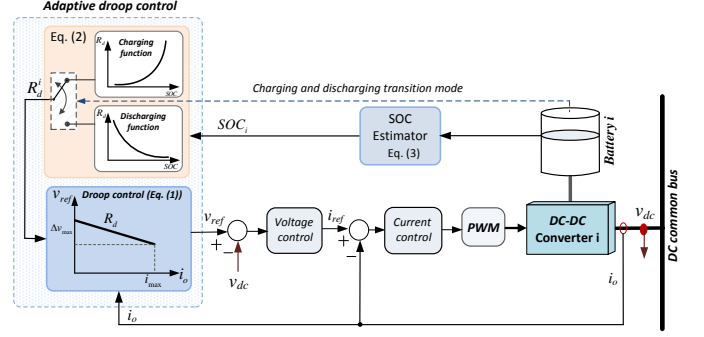 Adaptive droop control
Eq. (2)
R_d
Charging
function
SOC
R_d^i
R_d
Discharging
function
SOC
Charging and discharging transition mode
SOC_i
SOC
Estimator
Eq. (3)
Battery i
v_ref
Droop control (Eq. (1))
R_d
Δv_max
i_max
i_o
v_ref
+
−
v_dc
Voltage
control
i_ref
+
−
Current
control
PWM
DC-DC
Converter i
v_dc
DC common bus
i_o
i_o